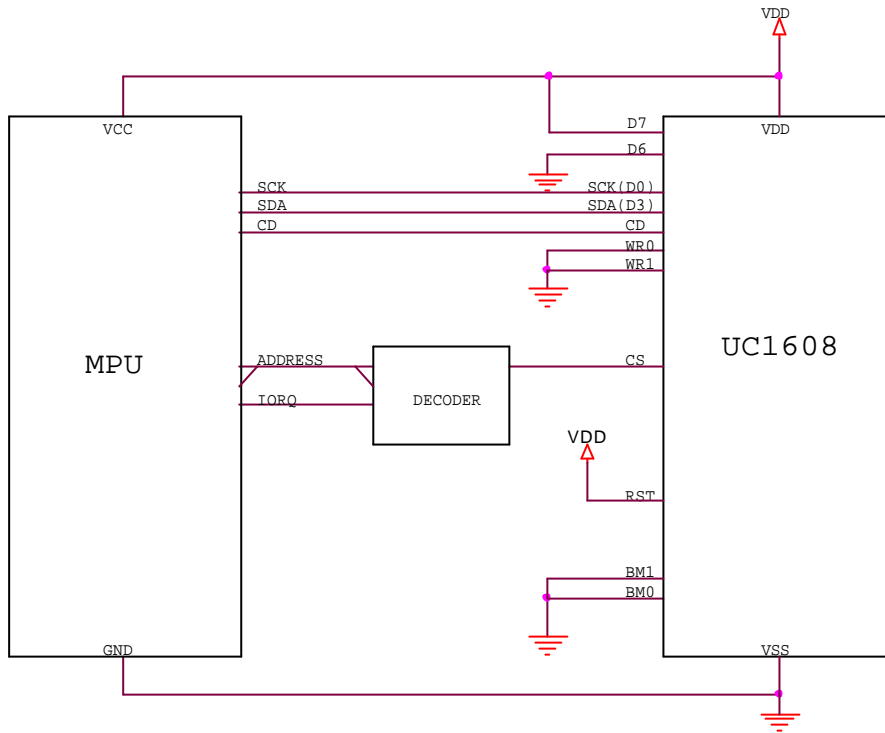 VDD
VCC
D7
VDD
D6
SCK
SCK(D0)
SDA
SDA(D3)
CD
CD
WR0
WR1
MPU
ADDRESS
CS
UC1608
IORQ
DECODER
VDD
RST
BM1
BM0
GND
VSS